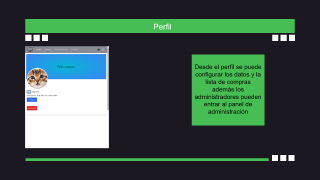 Perfil
Desde el perfil se puede
configurar los datos y la
lista de compras
además los
administradores pueden
entrar al panel de
administración